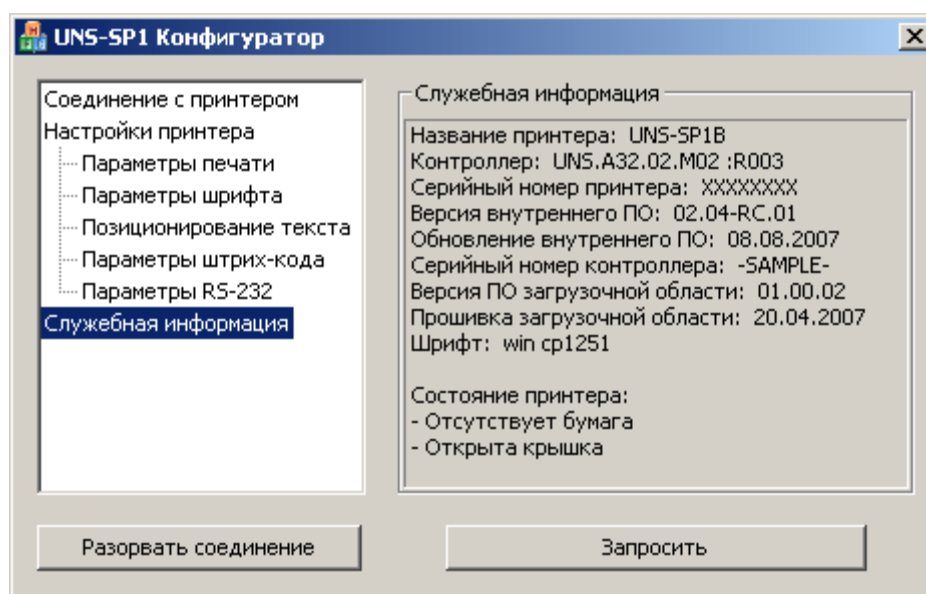 UNS-SP1 Конфигуратор
Соединение с принтером
Настройки принтера
Параметры печати
Параметры шрифта
Позиционирование текста
Параметры штрих-кода
Параметры RS-232
Служебная информация
Служебная информация
Название принтера: UNS-SP1B
Контроллер: UNS.A32.02.M02 :R003
Серийный номер принтера: XXXXXXXX
Версия внутреннего ПО: 02.04-RC.01
Обновление внутреннего ПО: 08.08.2007
Серийный номер контроллера: -SAMPLE-
Версия ПО загрузочной области: 01.00.02
Прошивка загрузочной области: 20.04.2007
Шрифт: win cp1251
Состояние принтера:
- Отсутствует бумага
- Открыта крышка
Разорвать соединение
Запросить